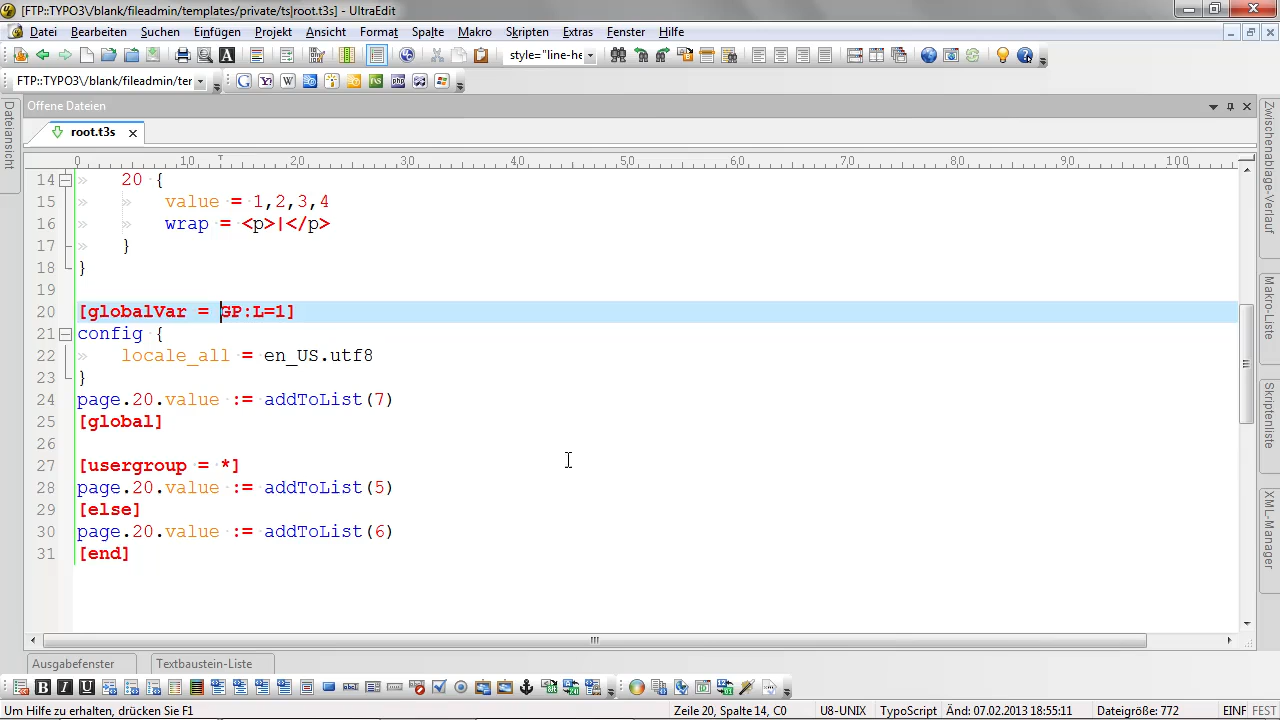 [FTP::TYPO3\/blank/fileadmin/templates/private/ts|root.t3s] - UltraEdit
Datei Bearbeiten Suchen Einfügen Projekt Ansicht Format Spalte Makro Skripten Extras Fenster Hilfe
style="line-he
FTP::TYPO3\/blank/fileadmin/ter
Offene Dateien
root.t3s
0 10 20 30 40 50 60 70 80 90 100
14 20 {
15 value = 1,2,3,4
16 wrap = <p>|</p>
17 }
18 }
19
20 [globalVar = GP:L=1]
21 config {
22 locale_all = en_US.utf8
23 }
24 page.20.value := addToList(7)
25 [global]
26
27 [usergroup = *]
28 page.20.value := addToList(5)
29 [else]
30 page.20.value := addToList(6)
31 [end]
Dateiansicht
Zwischenablage-Verlauf
Makro-Liste
Skriptenliste
XML-Manager
Ausgabefenster Textbaustein-Liste
Um Hilfe zu erhalten, drücken Sie F1 Zeile 20, Spalte 14, C0 U8-UNIX TypoScript Änd: 07.02.2013 18:55:11 Dateigröße: 772 EINF FEST